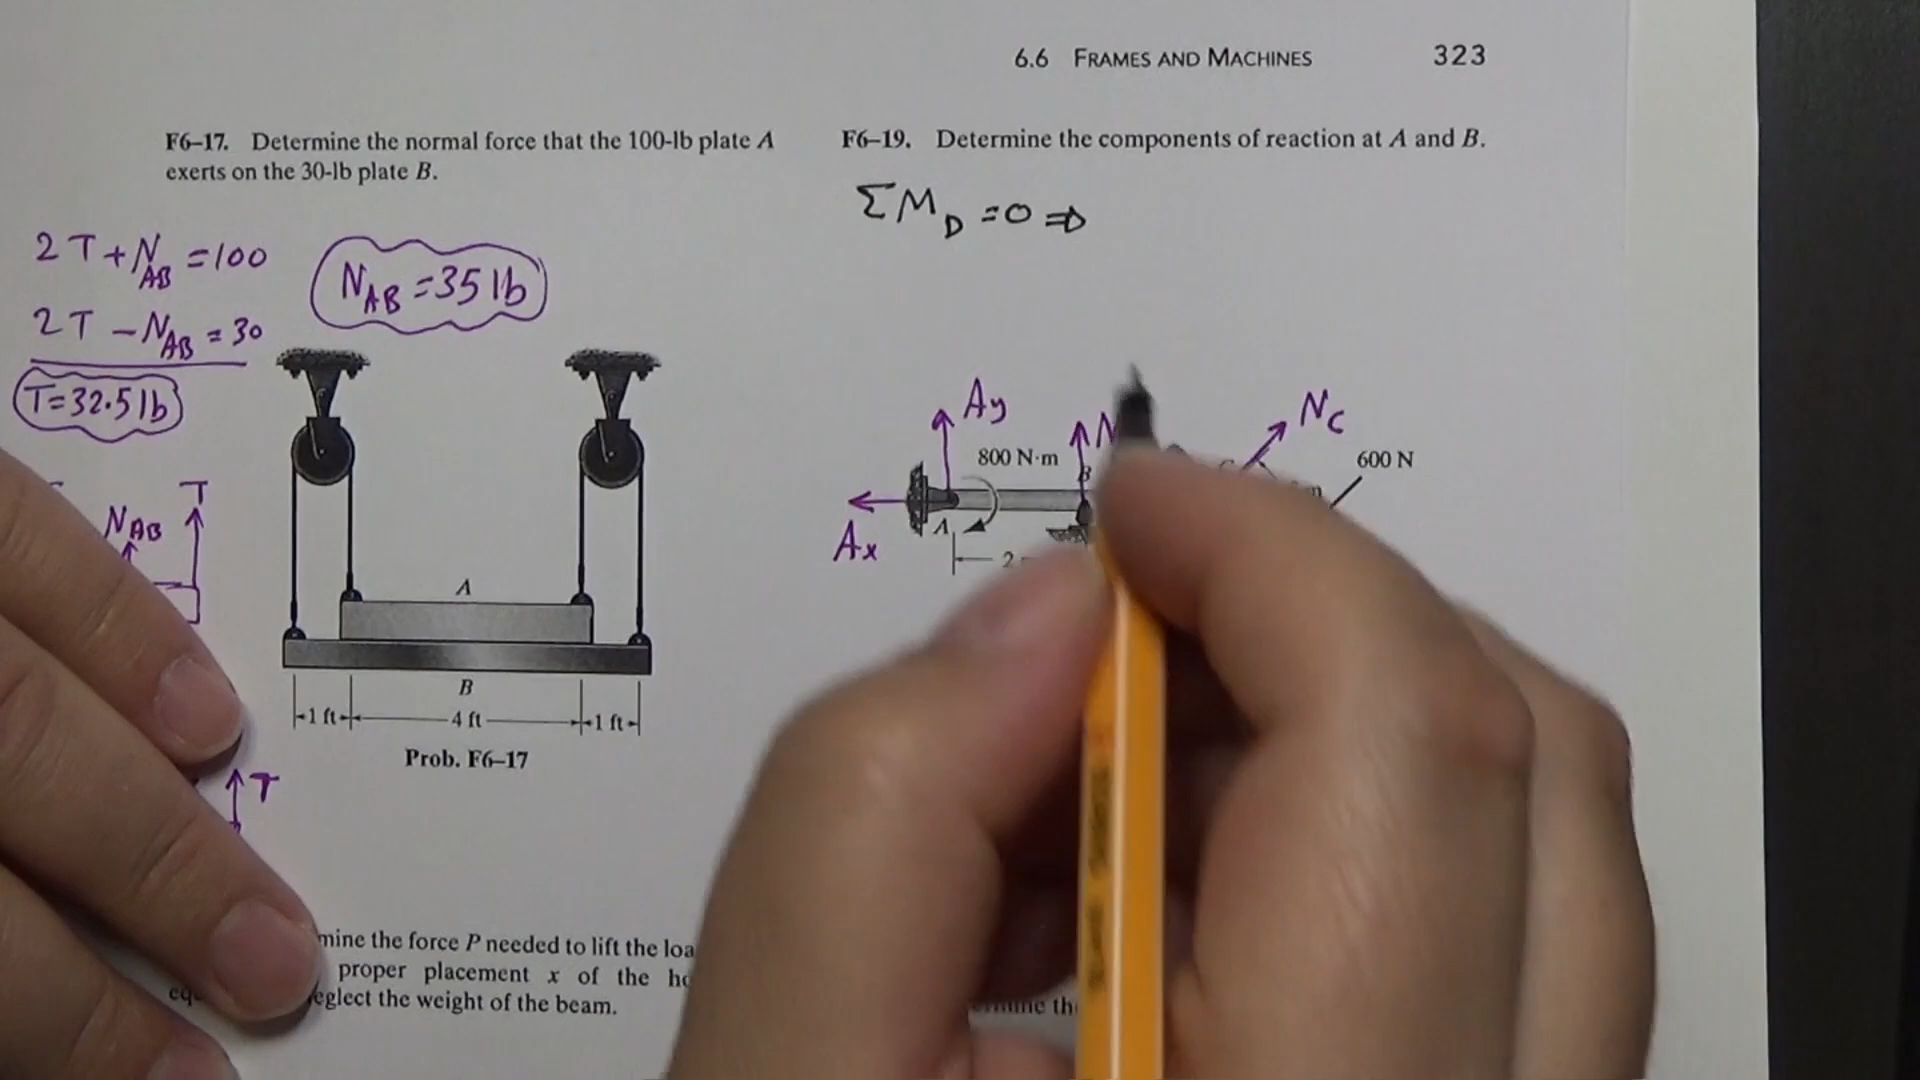 6.6 FRAMES AND MACHINES 323
F6–17. Determine the normal force that the 100-lb plate A
exerts on the 30-lb plate B.
2T + N_AB = 100
2T − N_AB = 30
T = 32.5 lb
N_AB = 35 lb
N_AB
T
A
B
1 ft 4 ft 1 ft
Prob. F6–17
T
mine the force P needed to lift the loa
proper placement x of the ho
eglect the weight of the beam.
F6–19. Determine the components of reaction at A and B.
ΣM_D = 0 ⇒
Ay
N_C
800 N·m
B
600 N
Ax
A
2